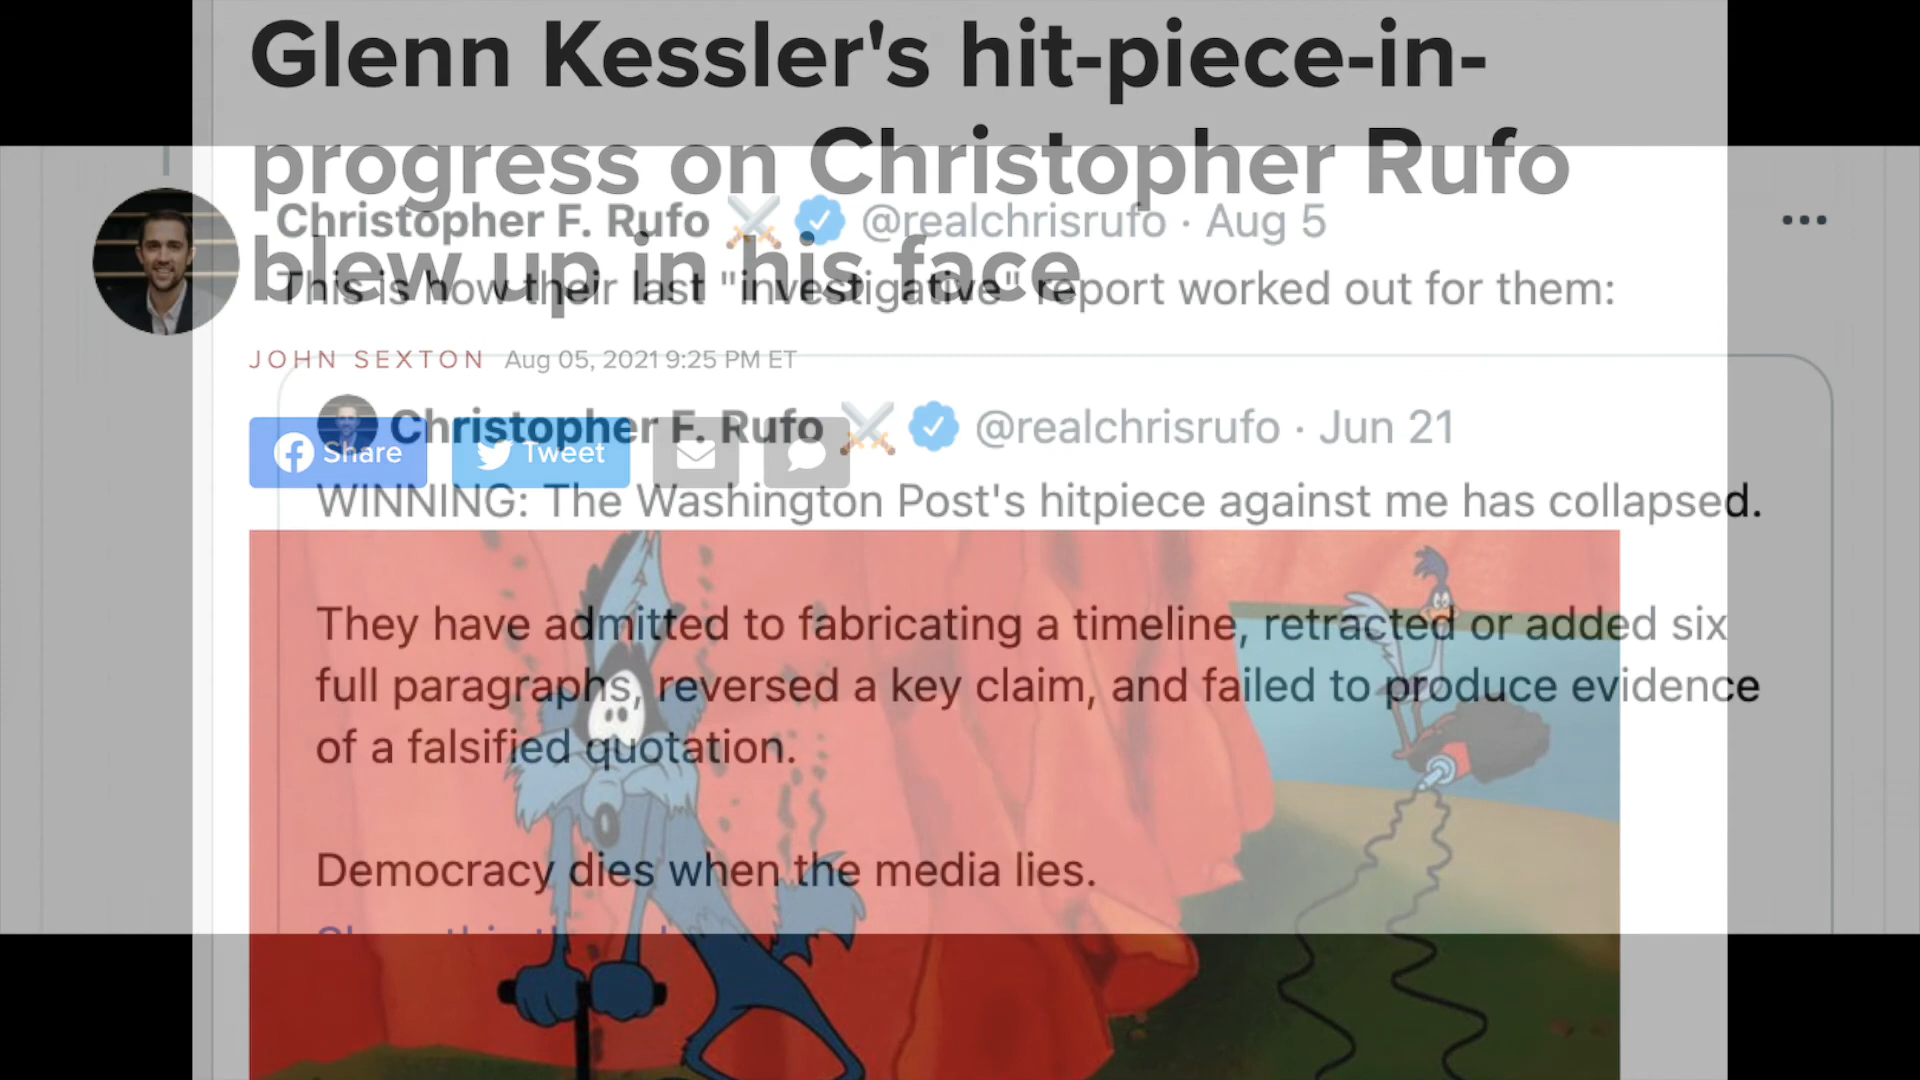 Glenn Kessler's hit-piece-in-
progress on Christopher Rufo
blew up in his face
JOHN SEXTON Aug 05, 2021 9:25 PM ET
Share Tweet
Christopher F. Rufo @realchrisrufo · Aug 5
This is how their last "investigative" report worked out for them:
Christopher F. Rufo @realchrisrufo · Jun 21
WINNING: The Washington Post's hitpiece against me has collapsed.
They have admitted to fabricating a timeline, retracted or added six
full paragraphs, reversed a key claim, and failed to produce evidence
of a falsified quotation.
Democracy dies when the media lies.